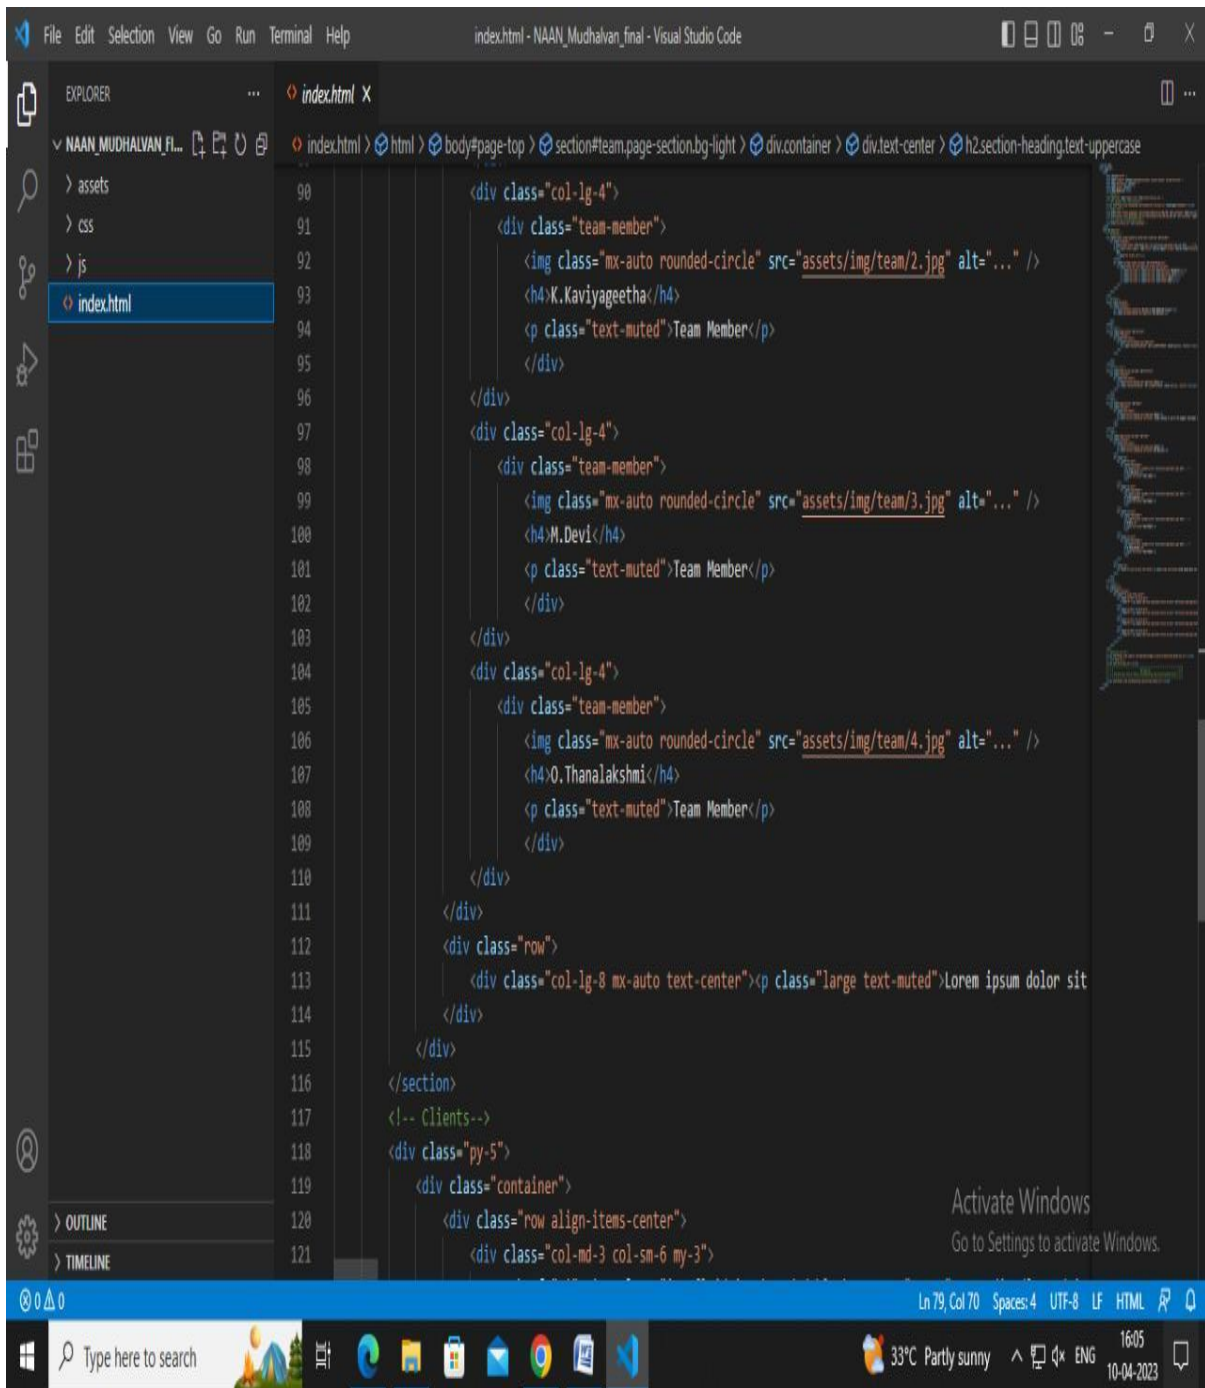 File Edit Selection View Go Run Terminal Help index.html - NAAN_Mudhalvan_final - Visual Studio Code
EXPLORER ... index.html X ...
NAAN_MUDHALVAN_FI... index.html > html > body#page-top > section#team.page-section.bg-light > div.container > div.text-center > h2.section-heading.text-uppercase
> assets
> css
> js
index.html
90 <div class="col-lg-4">
91 <div class="team-member">
92 <img class="mx-auto rounded-circle" src="assets/img/team/2.jpg" alt="..." />
93 <h4>K.Kaviyageetha</h4>
94 <p class="text-muted">Team Member</p>
95 </div>
96 </div>
97 <div class="col-lg-4">
98 <div class="team-member">
99 <img class="mx-auto rounded-circle" src="assets/img/team/3.jpg" alt="..." />
100 <h4>M.Devi</h4>
101 <p class="text-muted">Team Member</p>
102 </div>
103 </div>
104 <div class="col-lg-4">
105 <div class="team-member">
106 <img class="mx-auto rounded-circle" src="assets/img/team/4.jpg" alt="..." />
107 <h4>O.Thanalakshmi</h4>
108 <p class="text-muted">Team Member</p>
109 </div>
110 </div>
111 </div>
112 <div class="row">
113 <div class="col-lg-8 mx-auto text-center"><p class="large text-muted">Lorem ipsum dolor sit
114 </div>
115 </div>
116 </section>
117 <!-- Clients-->
118 <div class="py-5">
119 <div class="container">
120 <div class="row align-items-center">
121 <div class="col-md-3 col-sm-6 my-3">
> OUTLINE
> TIMELINE
Activate Windows
Go to Settings to activate Windows.
0 0 Ln 79, Col 70 Spaces: 4 UTF-8 LF HTML
Type here to search 33°C Partly sunny ENG 16:05
10-04-2023